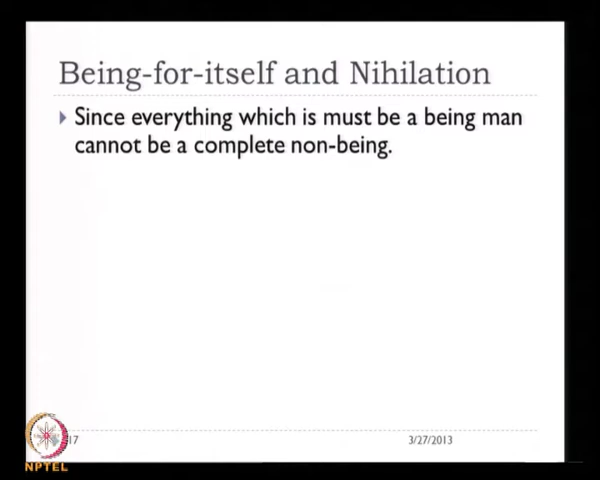 Being-for-itself and Nihilation
Since everything which is must be a being man
cannot be a complete non-being.
17
3/27/2013
NPTEL